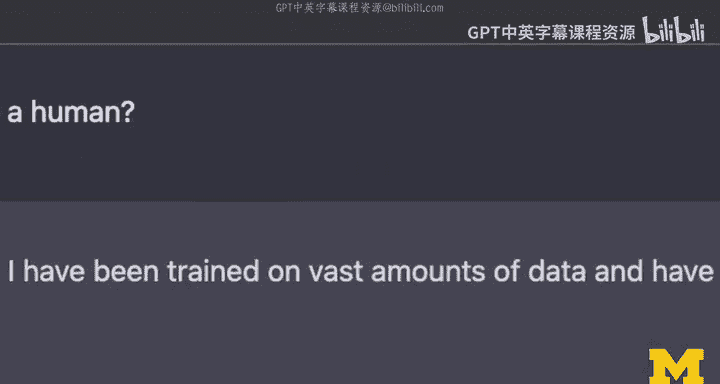 GPT中英字幕课程资源@bilibili.com
GPT中英字幕课程资源 bilibili
a human?
I have been trained on vast amounts of data and have
M